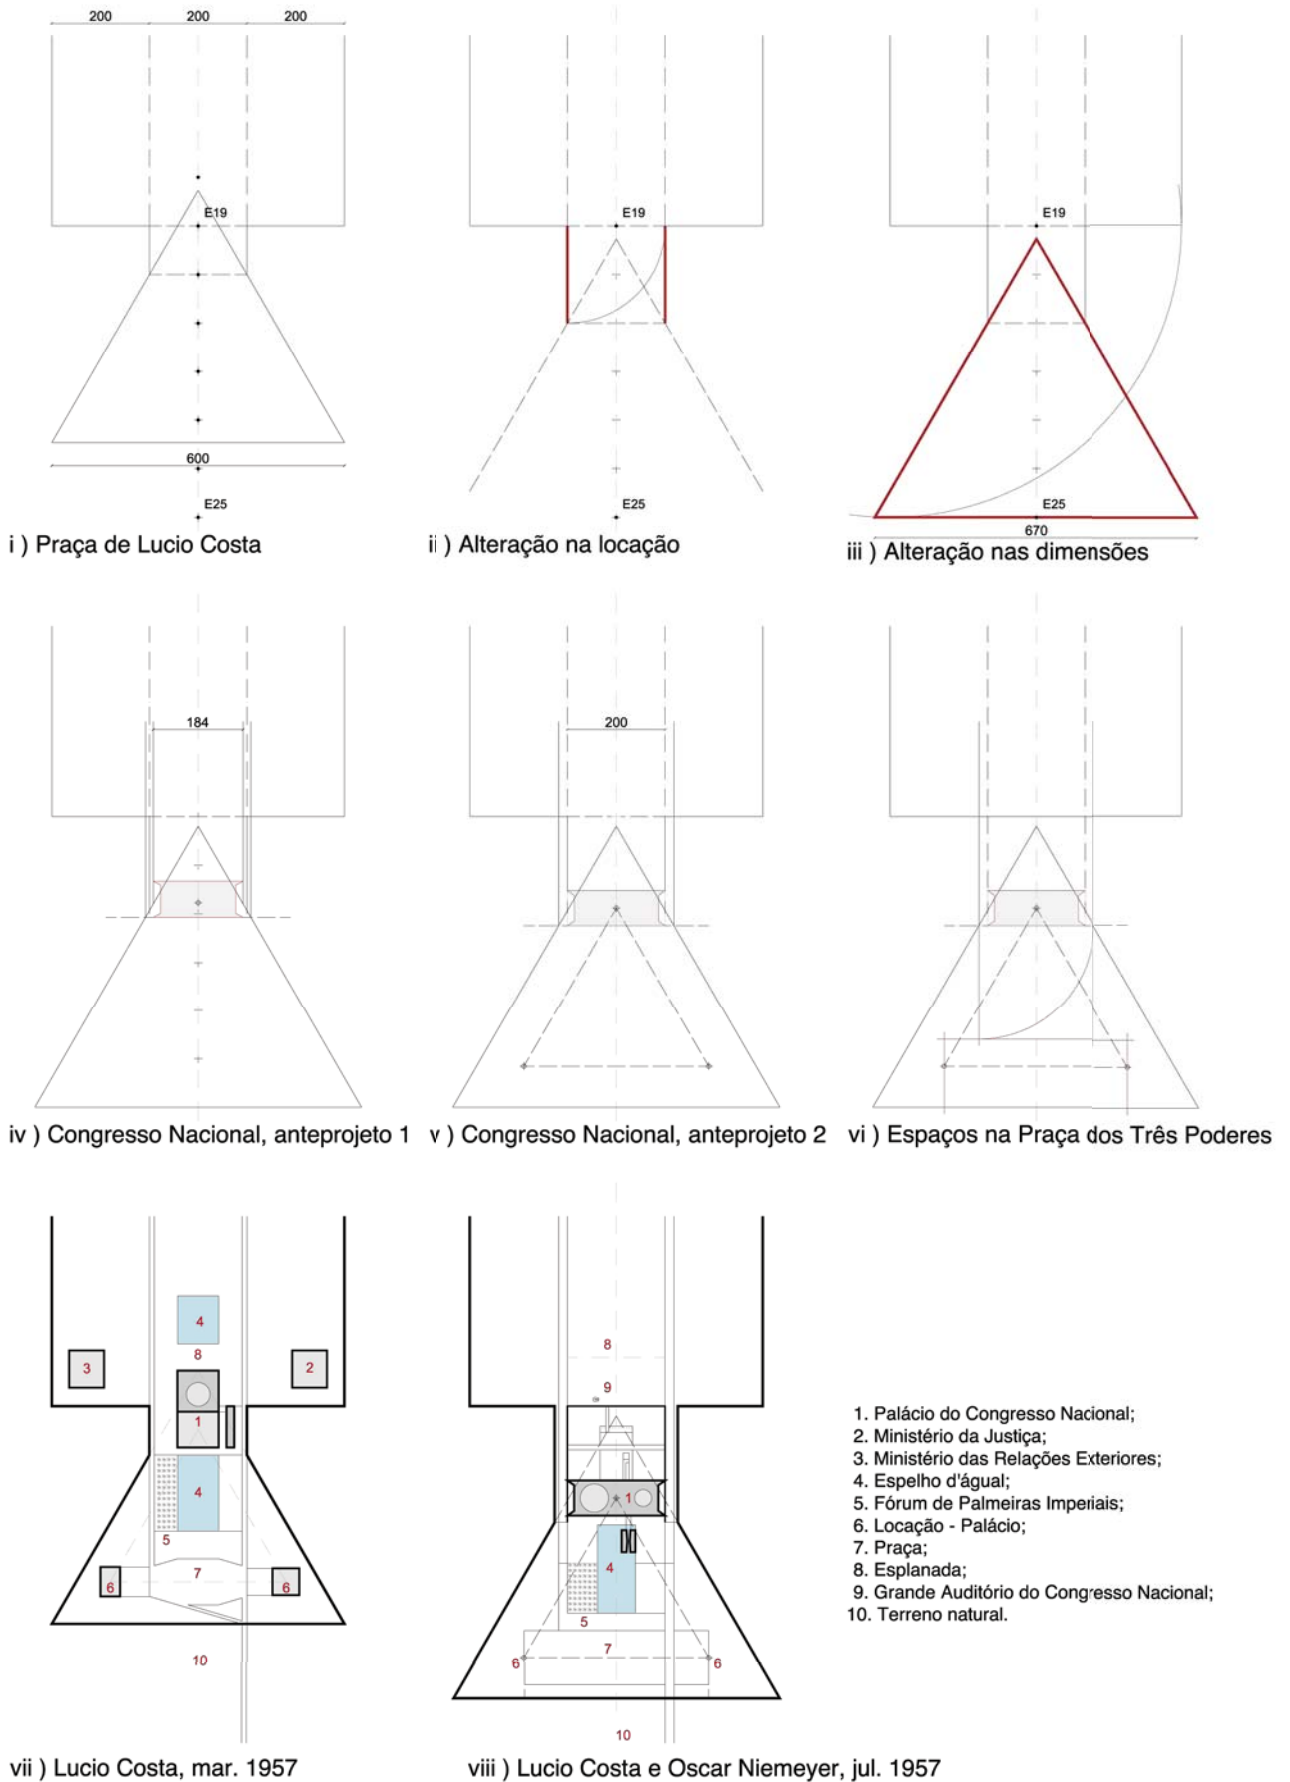 200 200 200
E19
600
E25
i ) Praça de Lucio Costa
E19
E25
ii ) Alteração na locação
E19
E25
670
iii ) Alteração nas dimensões
184
iv ) Congresso Nacional, anteprojeto 1
200
v ) Congresso Nacional, anteprojeto 2
vi ) Espaços na Praça dos Três Poderes
4
8
3
2
1
4
5
7
6
6
10
vii ) Lucio Costa, mar. 1957
8
9
1
4
5
7
6
6
10
viii ) Lucio Costa e Oscar Niemeyer, jul. 1957
1. Palácio do Congresso Nacional;
2. Ministério da Justiça;
3. Ministério das Relações Exteriores;
4. Espelho d'águal;
5. Fórum de Palmeiras Imperiais;
6. Locação - Palácio;
7. Praça;
8. Esplanada;
9. Grande Auditório do Congresso Nacional;
10. Terreno natural.